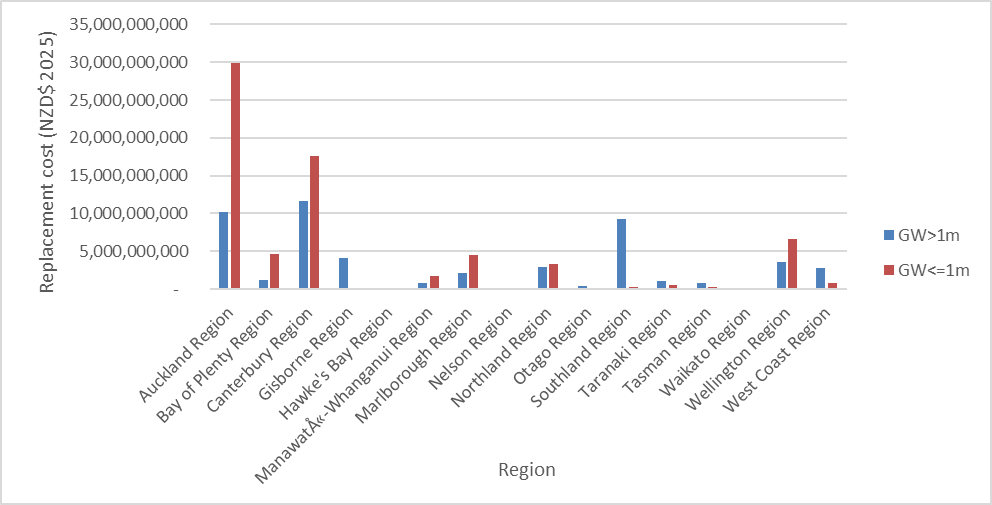 Replacement cost (NZD$ 2025)
35,000,000,000
30,000,000,000
25,000,000,000
20,000,000,000
15,000,000,000
10,000,000,000
5,000,000,000
-
Auckland Region
Bay of Plenty Region
Canterbury Region
Gisborne Region
Hawke's Bay Region
ManawatÅ«-Whanganui Region
Marlborough Region
Nelson Region
Northland Region
Otago Region
Southland Region
Taranaki Region
Tasman Region
Waikato Region
Wellington Region
West Coast Region
Region
GW>1m
GW<=1m